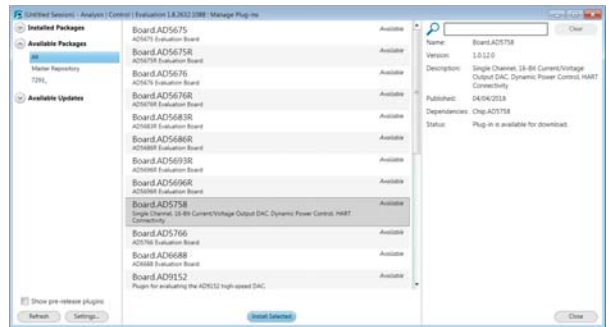 (Untitled Session) - Analysis | Control | Evaluation 1.8.2632.1088 : Manage Plug-ins
Installed Packages
Available Packages
All
Master Repository
7293_
Available Updates
Show pre-release plugins
Refresh
Settings...
Board.AD5675
Available
AD5675 Evaluation Board
Board.AD5675R
Available
AD5675R Evaluation Board
Board.AD5676
Available
AD5676 Evaluation Board
Board.AD5676R
Available
AD5676R Evaluation Board
Board.AD5683R
Available
AD5683R Evaluation Board
Board.AD5686R
Available
AD5686R Evaluation Board
Board.AD5693R
Available
AD5693R Evaluation Board
Board.AD5696R
Available
AD5696R Evaluation Board
Board.AD5758
Available
Single Channel, 16-Bit Current/Voltage Output DAC, Dynamic Power Control, HART
Connectivity
Board.AD5766
Available
AD5766 Evaluation Board
Board.AD6688
Available
AD6688 Evaluation Board
Board.AD9152
Available
Plugin for evaluating the AD9152 high-speed DAC.
Install Selected
Clear
Name: Board.AD5758
Version: 1.0.12.0
Description: Single Channel, 16-Bit Current/Voltage
Output DAC, Dynamic Power Control, HART
Connectivity
Published: 04/04/2018
Dependencies: Chip.AD5758
Status: Plug-in is available for download.
Close